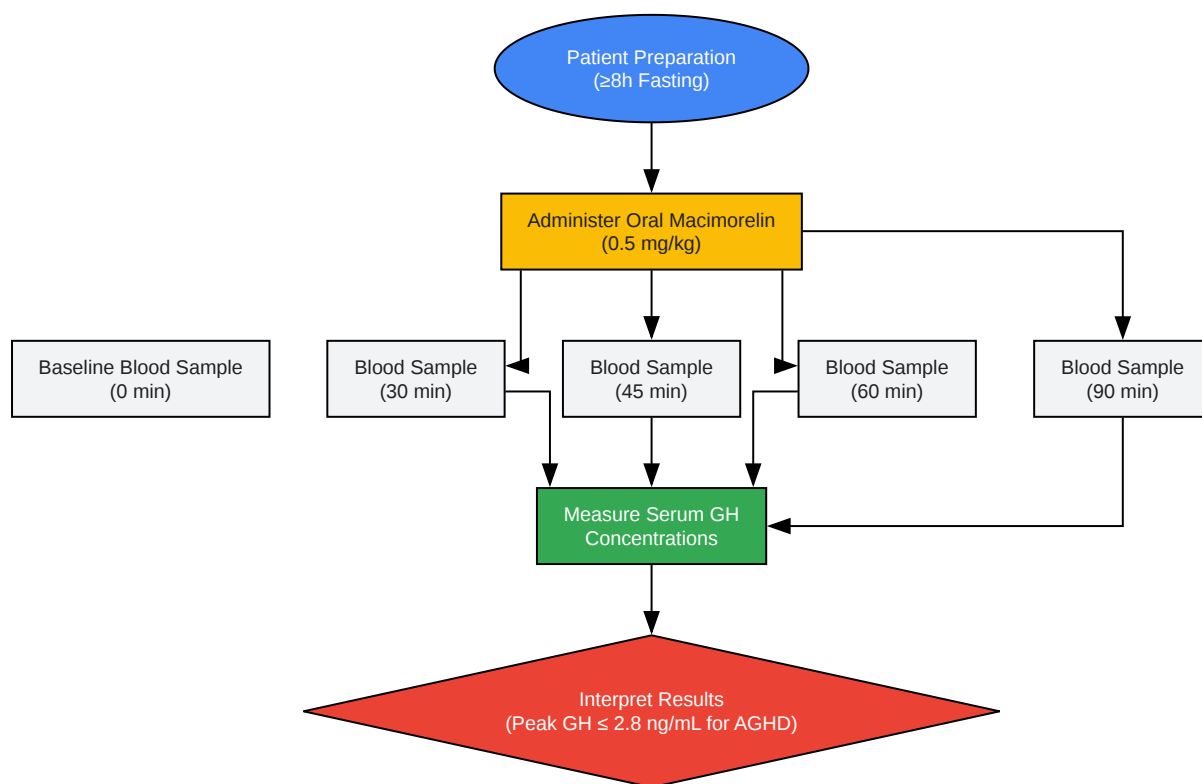 Patient Preparation
(≥8h Fasting)
Administer Oral Macimorelin
(0.5 mg/kg)
Baseline Blood Sample
(0 min)
Blood Sample
(30 min)
Blood Sample
(45 min)
Blood Sample
(60 min)
Blood Sample
(90 min)
Measure Serum GH
Concentrations
Interpret Results
(Peak GH ≤ 2.8 ng/mL for AGHD)